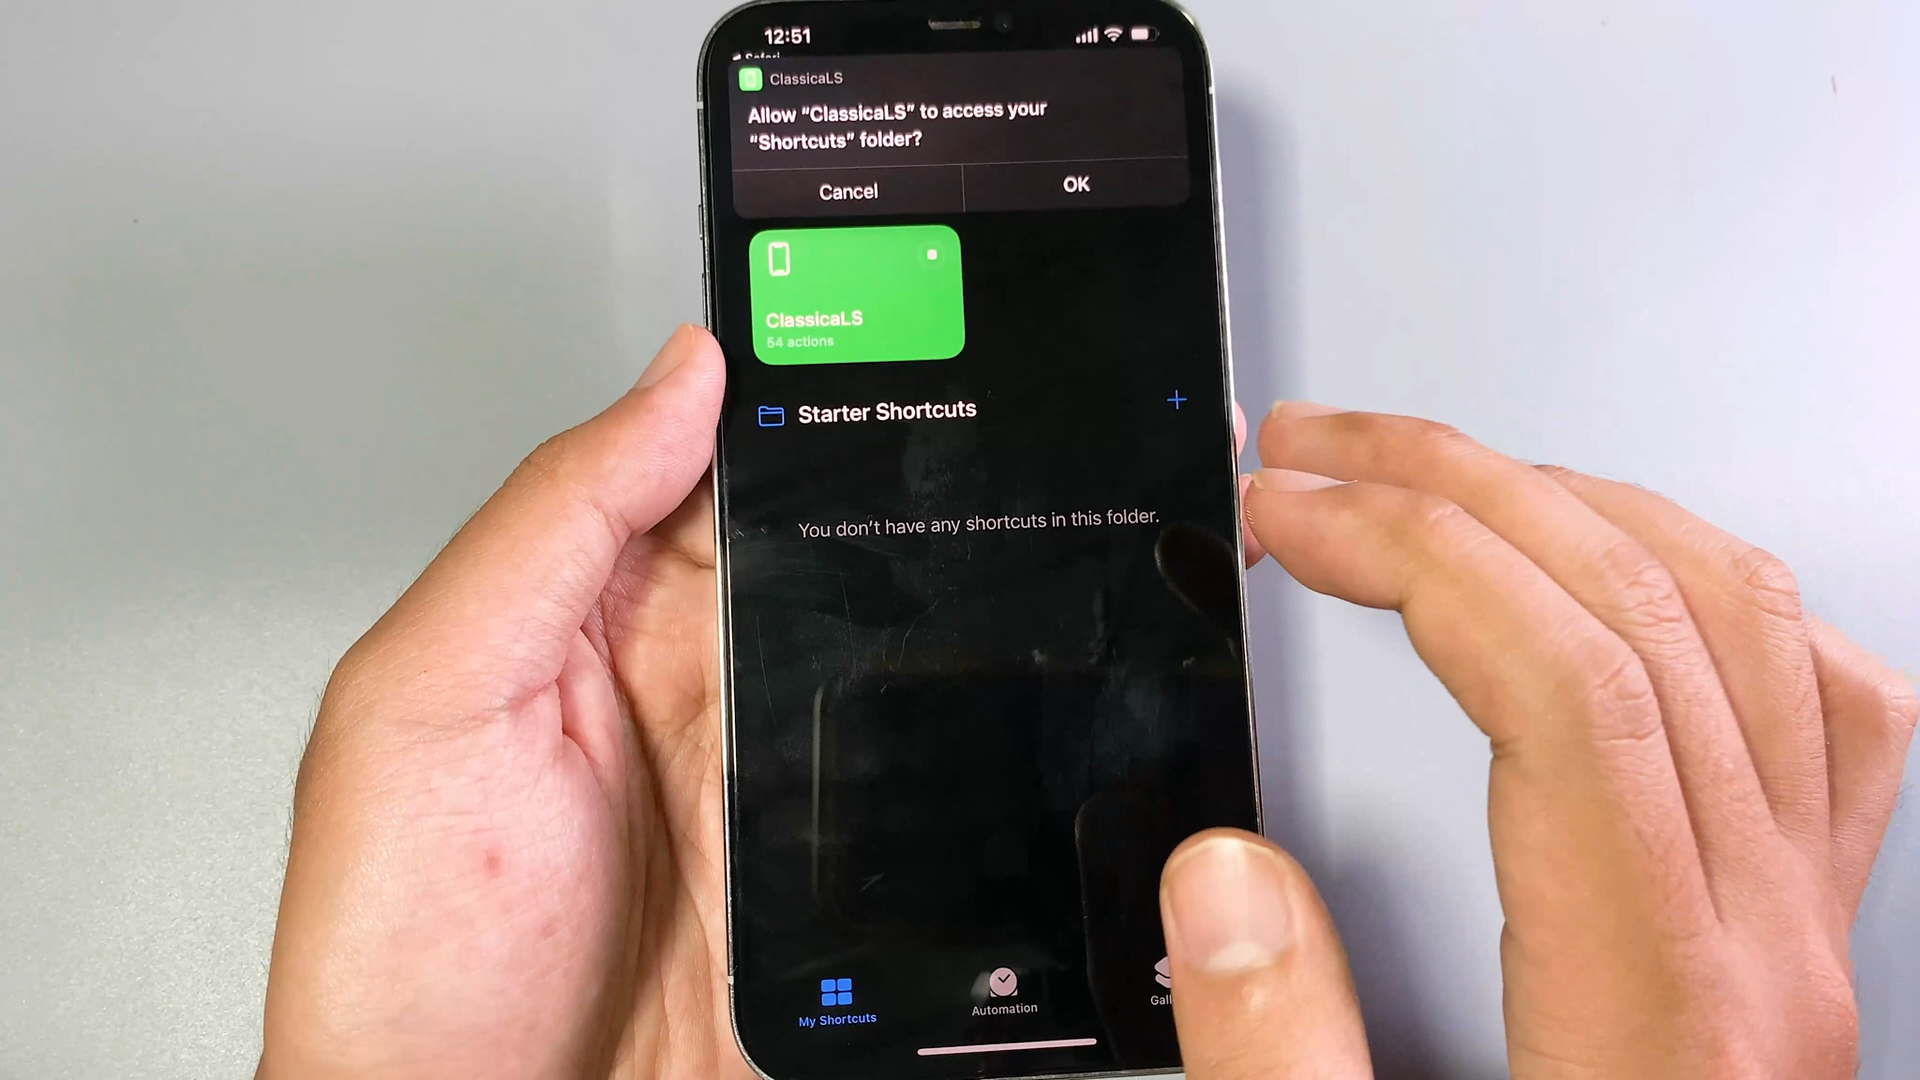 12:51
Safari
ClassicaLS
Allow “ClassicaLS” to access your
“Shortcuts” folder?
Cancel
OK
ClassicaLS
54 actions
Starter Shortcuts
You don’t have any shortcuts in this folder.
My Shortcuts
Automation
Gall